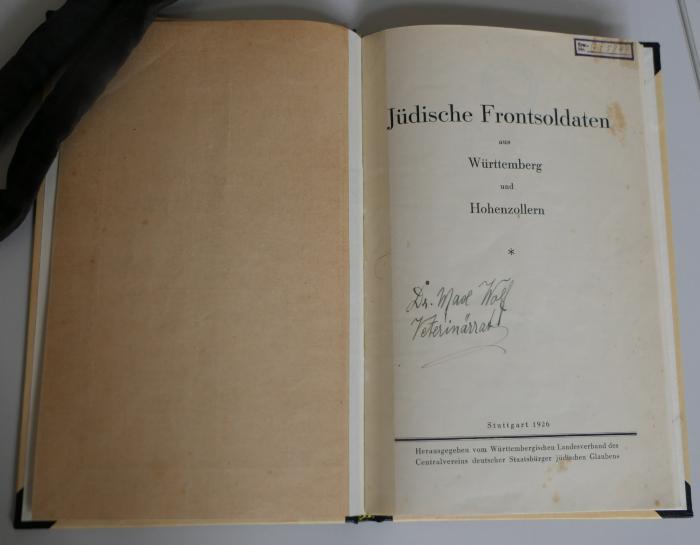 Jüdische Frontsoldaten
aus
Württemberg
und
Hohenzollern
*
Dr. Wolf
Veterinärrat
Stuttgart 1926
Herausgegeben vom Württembergischen Landesverband des
Centralvereins deutscher Staatsbürger jüdischen Glaubens